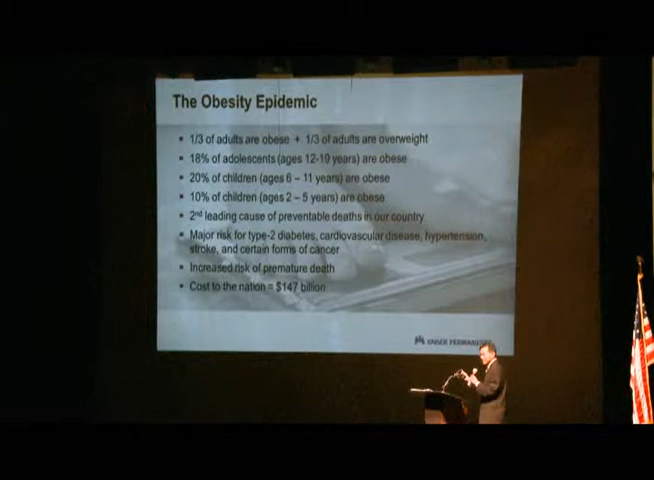 The Obesity Epidemic
• 1/3 of adults are obese + 1/3 of adults are overweight
• 18% of adolescents (ages 12-19 years) are obese
• 20% of children (ages 6 – 11 years) are obese
• 10% of children (ages 2 – 5 years) are obese
• 2nd leading cause of preventable deaths in our country
• Major risk for type-2 diabetes, cardiovascular disease, hypertension,
stroke, and certain forms of cancer
• Increased risk of premature death
• Cost to the nation = $147 billion
KAISER PERMANENTE